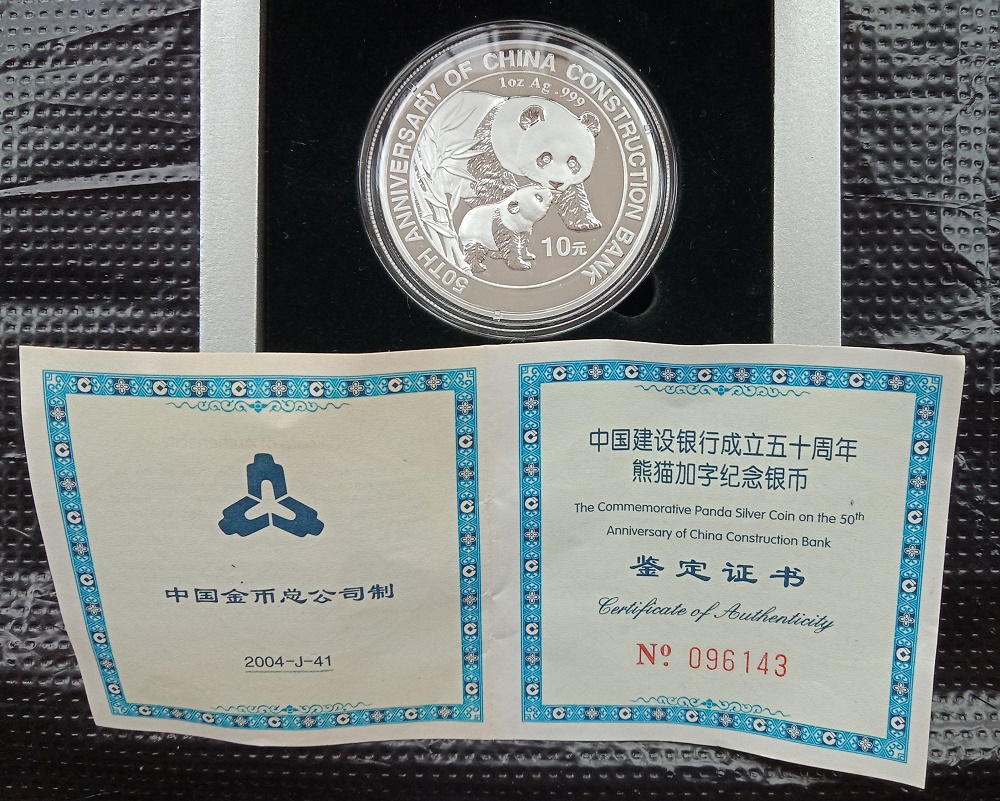 50TH ANNIVERSARY OF CHINA CONSTRUCTION BANK
1oz Ag .999
10元
中国金币总公司制
2004-J-41
中国建设银行成立五十周年
熊猫加字纪念银币
The Commemorative Panda Silver Coin on the 50th
Anniversary of China Construction Bank
鉴定证书
Certificate of Authenticity
Nº 096143